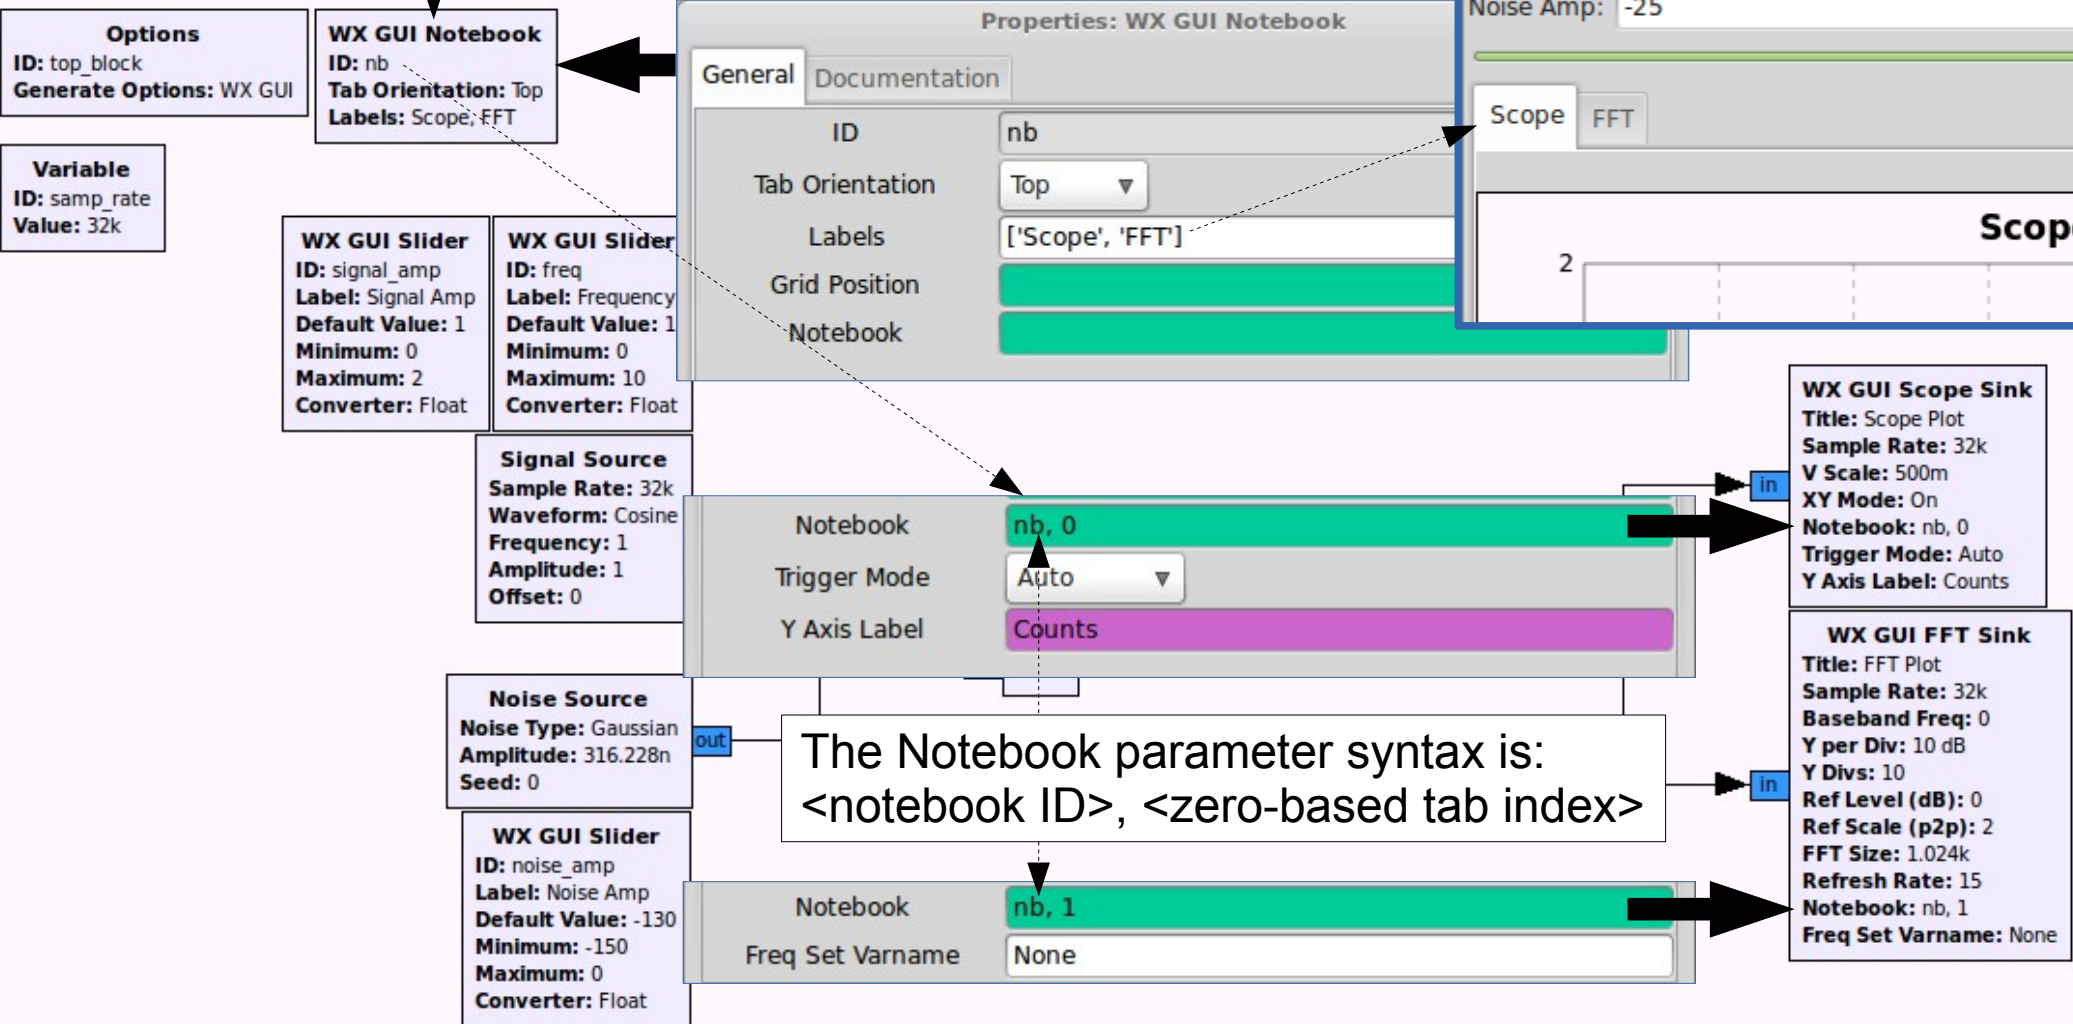 Options
ID: top_block
Generate Options: WX GUI
WX GUI Notebook
ID: nb
Tab Orientation: Top
Labels: Scope, FFT
Variable
ID: samp_rate
Value: 32k
WX GUI Slider
ID: signal_amp
Label: Signal Amp
Default Value: 1
Minimum: 0
Maximum: 2
Converter: Float
WX GUI Slider
ID: freq
Label: Frequency
Default Value: 1
Minimum: 0
Maximum: 10
Converter: Float
Signal Source
Sample Rate: 32k
Waveform: Cosine
Frequency: 1
Amplitude: 1
Offset: 0
Noise Source
Noise Type: Gaussian
Amplitude: 316.228n
Seed: 0
out
WX GUI Slider
ID: noise_amp
Label: Noise Amp
Default Value: -130
Minimum: -150
Maximum: 0
Converter: Float
Properties: WX GUI Notebook
General
Documentation
ID
nb
Tab Orientation
Top
Labels
['Scope', 'FFT']
Grid Position
Notebook
Noise Amp: -25
Scope
FFT
Scop
2
Notebook
nb, 0
Trigger Mode
Auto
Y Axis Label
Counts
The Notebook parameter syntax is:
<notebook ID>, <zero-based tab index>
Notebook
nb, 1
Freq Set Varname
None
in
WX GUI Scope Sink
Title: Scope Plot
Sample Rate: 32k
V Scale: 500m
XY Mode: On
Notebook: nb, 0
Trigger Mode: Auto
Y Axis Label: Counts
in
WX GUI FFT Sink
Title: FFT Plot
Sample Rate: 32k
Baseband Freq: 0
Y per Div: 10 dB
Y Divs: 10
Ref Level (dB): 0
Ref Scale (p2p): 2
FFT Size: 1.024k
Refresh Rate: 15
Notebook: nb, 1
Freq Set Varname: None